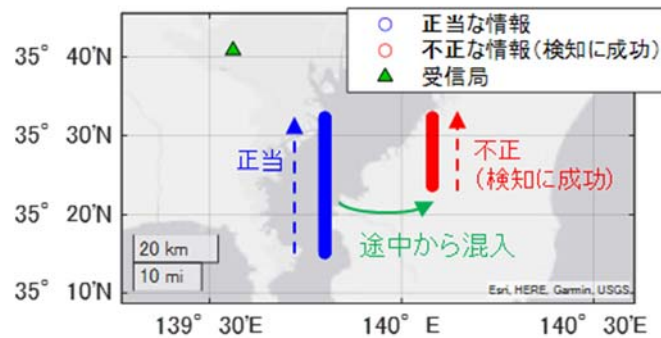 正当な情報
不正な情報(検知に成功)
受信局
35° 40'N
35° 30'N
35° 20'N
35° 10'N
正当
不正
(検知に成功)
途中から混入
20 km
10 mi
Esri, HERE, Garmin, USGS
139° 30'E
140° E
140° 30'E